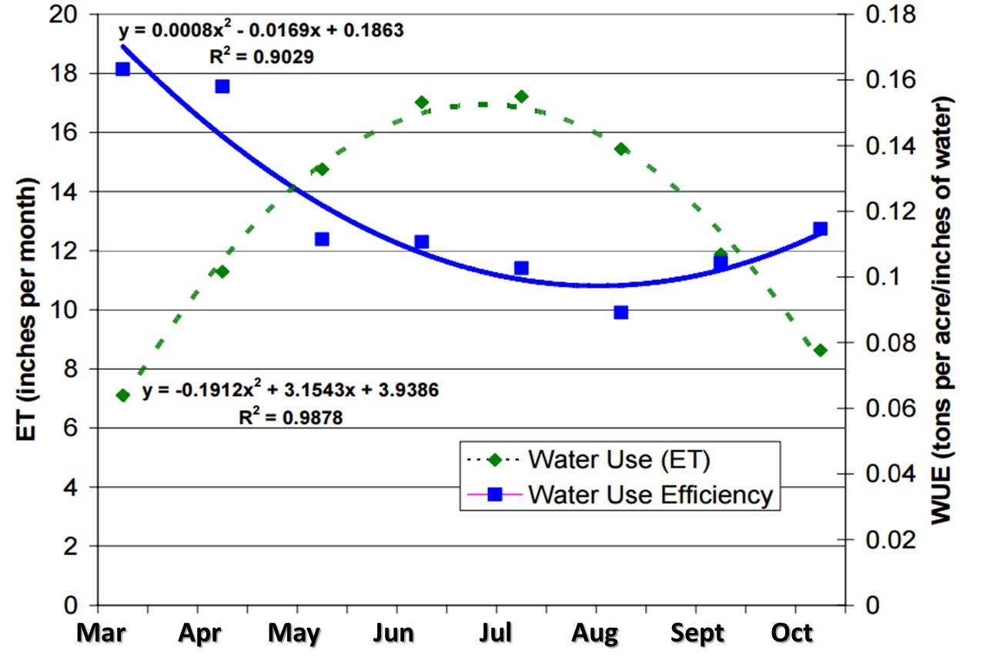 20
18
16
14
12
10
8
6
4
2
0
ET (inches per month)
y = 0.0008x² - 0.0169x + 0.1863
R² = 0.9029
y = -0.1912x² + 3.1543x + 3.9386
R² = 0.9878
Water Use (ET)
Water Use Efficiency
0.18
0.16
0.14
0.12
0.1
0.08
0.06
0.04
0.02
0
WUE (tons per acre/inches of water)
Mar Apr May Jun Jul Aug Sept Oct